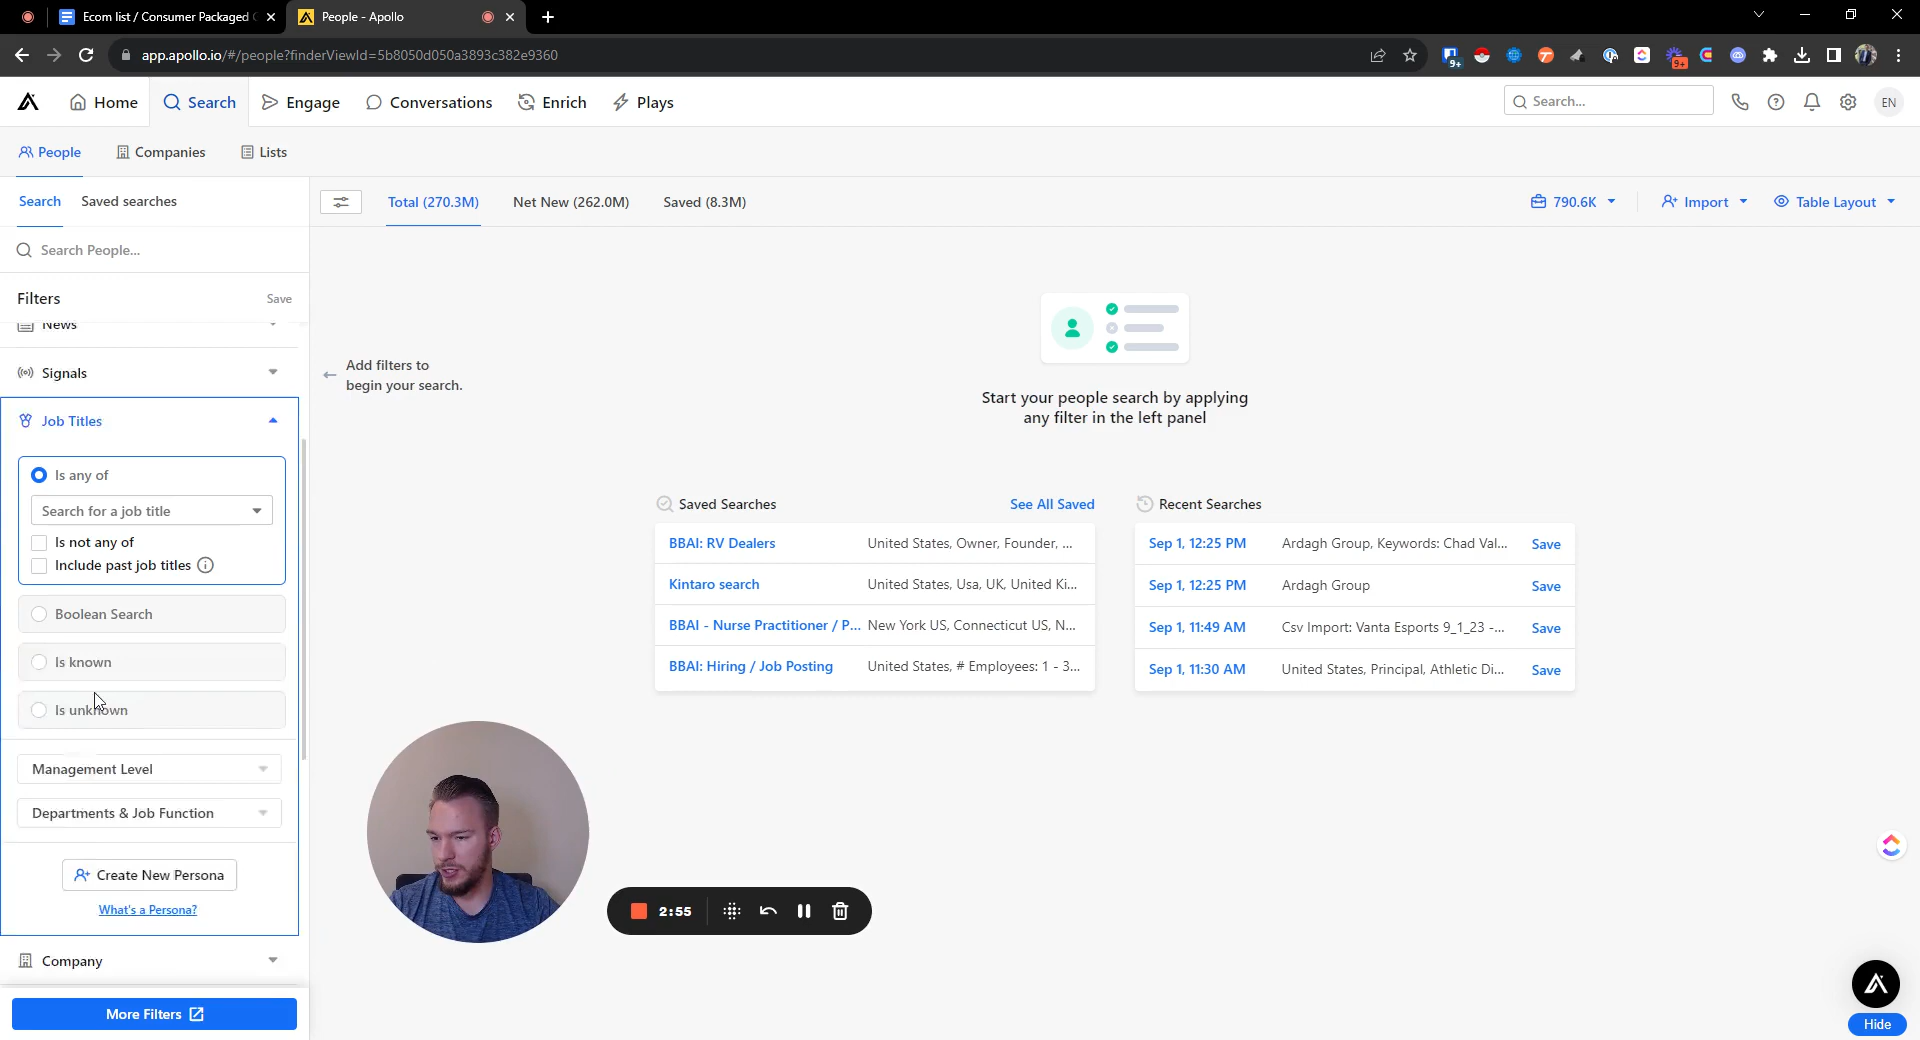 Ecom list / Consumer Packaged
People - Apollo
app.apollo.io/#/people?finderViewId=5b8050d050a3893c382e9360
9+
9+
Home
Search
Engage
Conversations
Enrich
Plays
Search...
EN
People
Companies
Lists
Search
Saved searches
Total (270.3M)
Net New (262.0M)
Saved (8.3M)
790.6K
Import
Table Layout
Search People...
Filters
Save
News
Signals
Add filters to
begin your search.
Job Titles
Is any of
Search for a job title
Is not any of
Include past job titles
Boolean Search
Is known
Is unknown
Management Level
Departments & Job Function
Create New Persona
What's a Persona?
Company
More Filters
Start your people search by applying
any filter in the left panel
Saved Searches
See All Saved
BBAI: RV Dealers United States, Owner, Founder, ...
Kintaro search United States, Usa, UK, United Ki...
BBAI - Nurse Practitioner / P... New York US, Connecticut US, N...
BBAI: Hiring / Job Posting United States, # Employees: 1 - 3...
Recent Searches
Sep 1, 12:25 PM Ardagh Group, Keywords: Chad Val... Save
Sep 1, 12:25 PM Ardagh Group Save
Sep 1, 11:49 AM Csv Import: Vanta Esports 9_1_23 -... Save
Sep 1, 11:30 AM United States, Principal, Athletic Di... Save
2:55
Hide